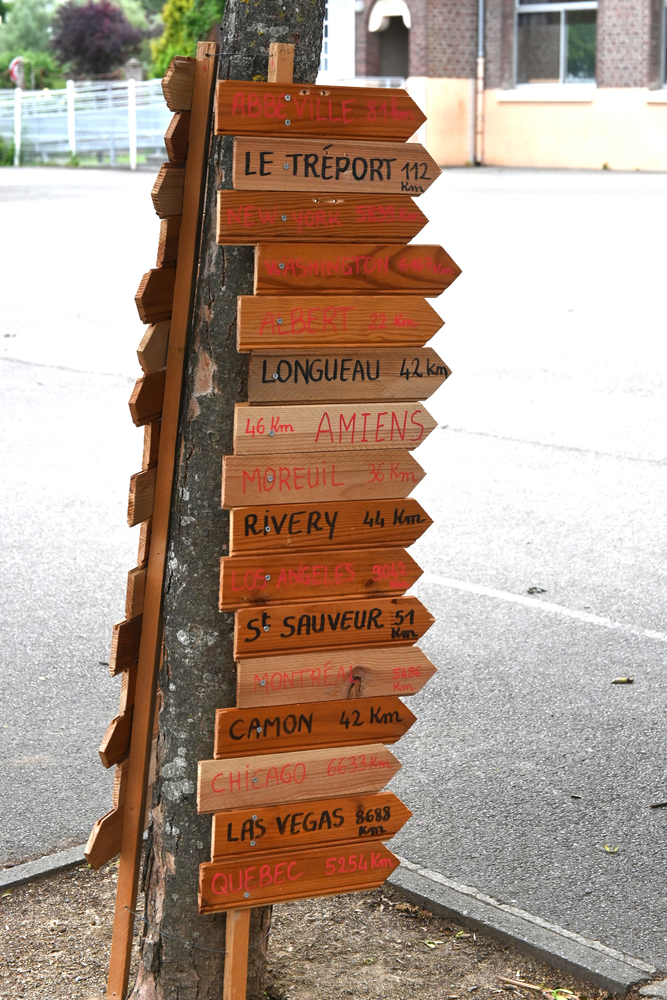 ABBEVILLE 81 km
LE TRÉPORT 112
Km
NEW-YORK
WASHINGTON
ALBERT 22 Km
LONGUEAU 42 Km
46 Km AMIENS
MOREUIL 36 Km
RiVERY 44 Km
LOS ANGELES
St SAUVEUR 51
Km
MONTRÉAL 5486
Km
CAMON 42 Km
CHICAGO 6633 Km
LAS VEGAS 8688
Km
QUEBEC 5254 Km